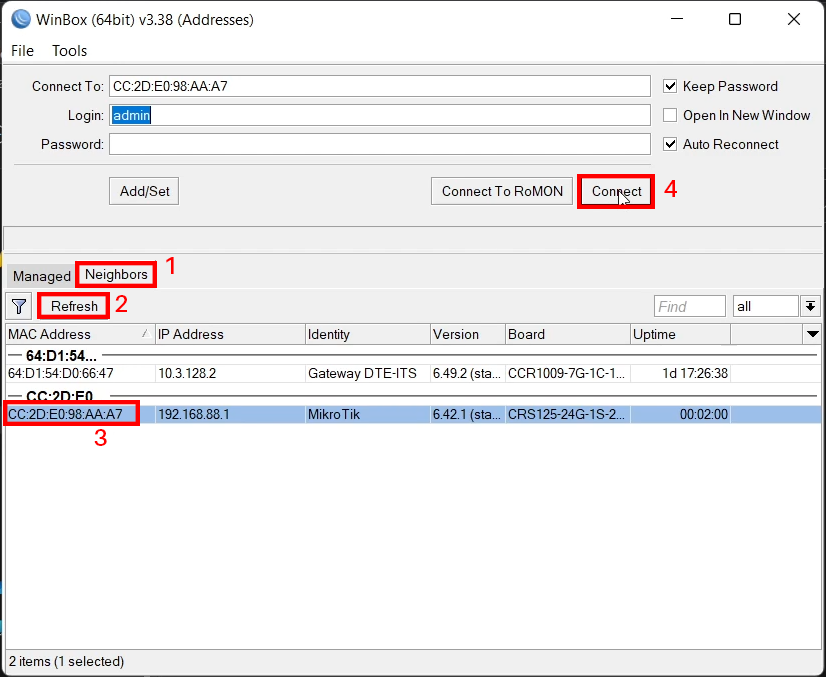 WinBox (64bit) v3.38 (Addresses)
File Tools
Connect To: CC:2D:E0:98:AA:A7 Keep Password
Login: admin Open In New Window
Password: Auto Reconnect
Add/Set Connect To RoMON Connect 4
Managed Neighbors 1
Refresh 2 Find all
MAC Address IP Address Identity Version Board Uptime
64:D1:54...
64:D1:54:D0:66:47 10.3.128.2 Gateway DTE-ITS 6.49.2 (sta... CCR1009-7G-1C-1... 1d 17:26:38
CC:2D:E0...
CC:2D:E0:98:AA:A7 192.168.88.1 MikroTik 6.42.1 (sta... CRS125-24G-1S-2... 00:02:00
3
2 items (1 selected)